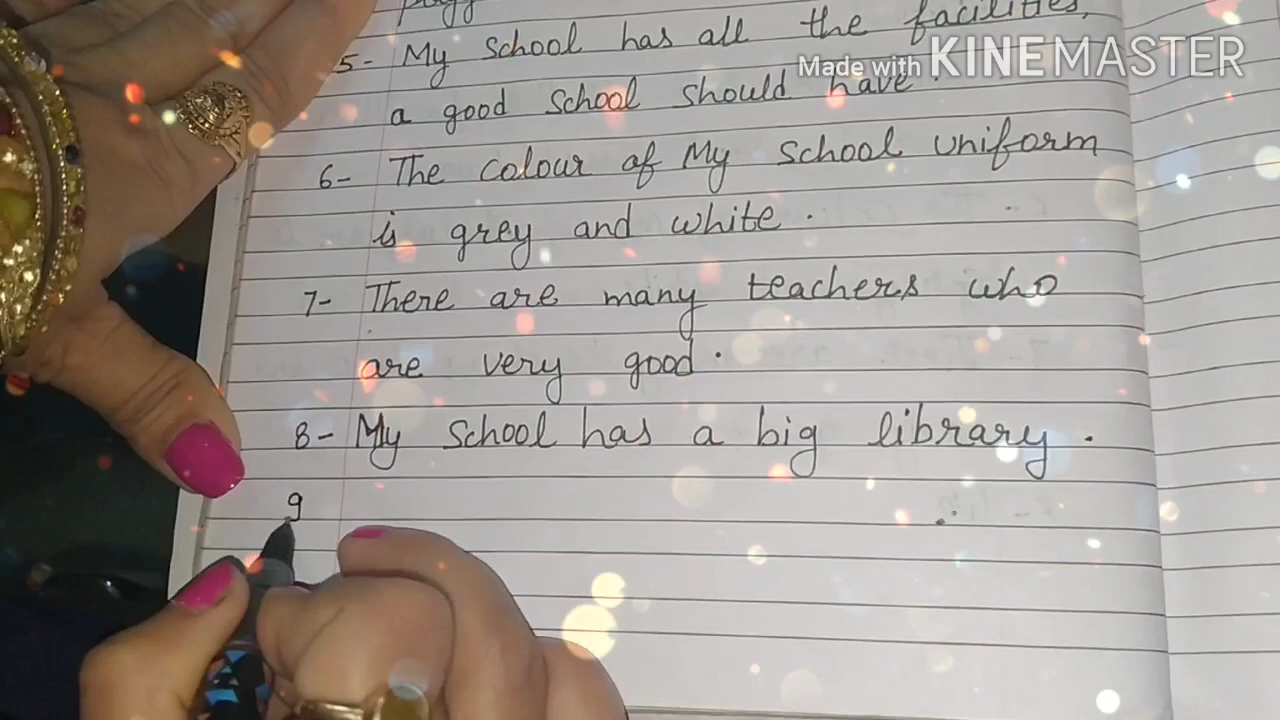 5- My school has all the facilities,
Made with KINEMASTER
a good school should have.
6- The colour of My school uniform
is grey and white.
7- There are many teachers who
are very good.
8- My school has a big library.
9